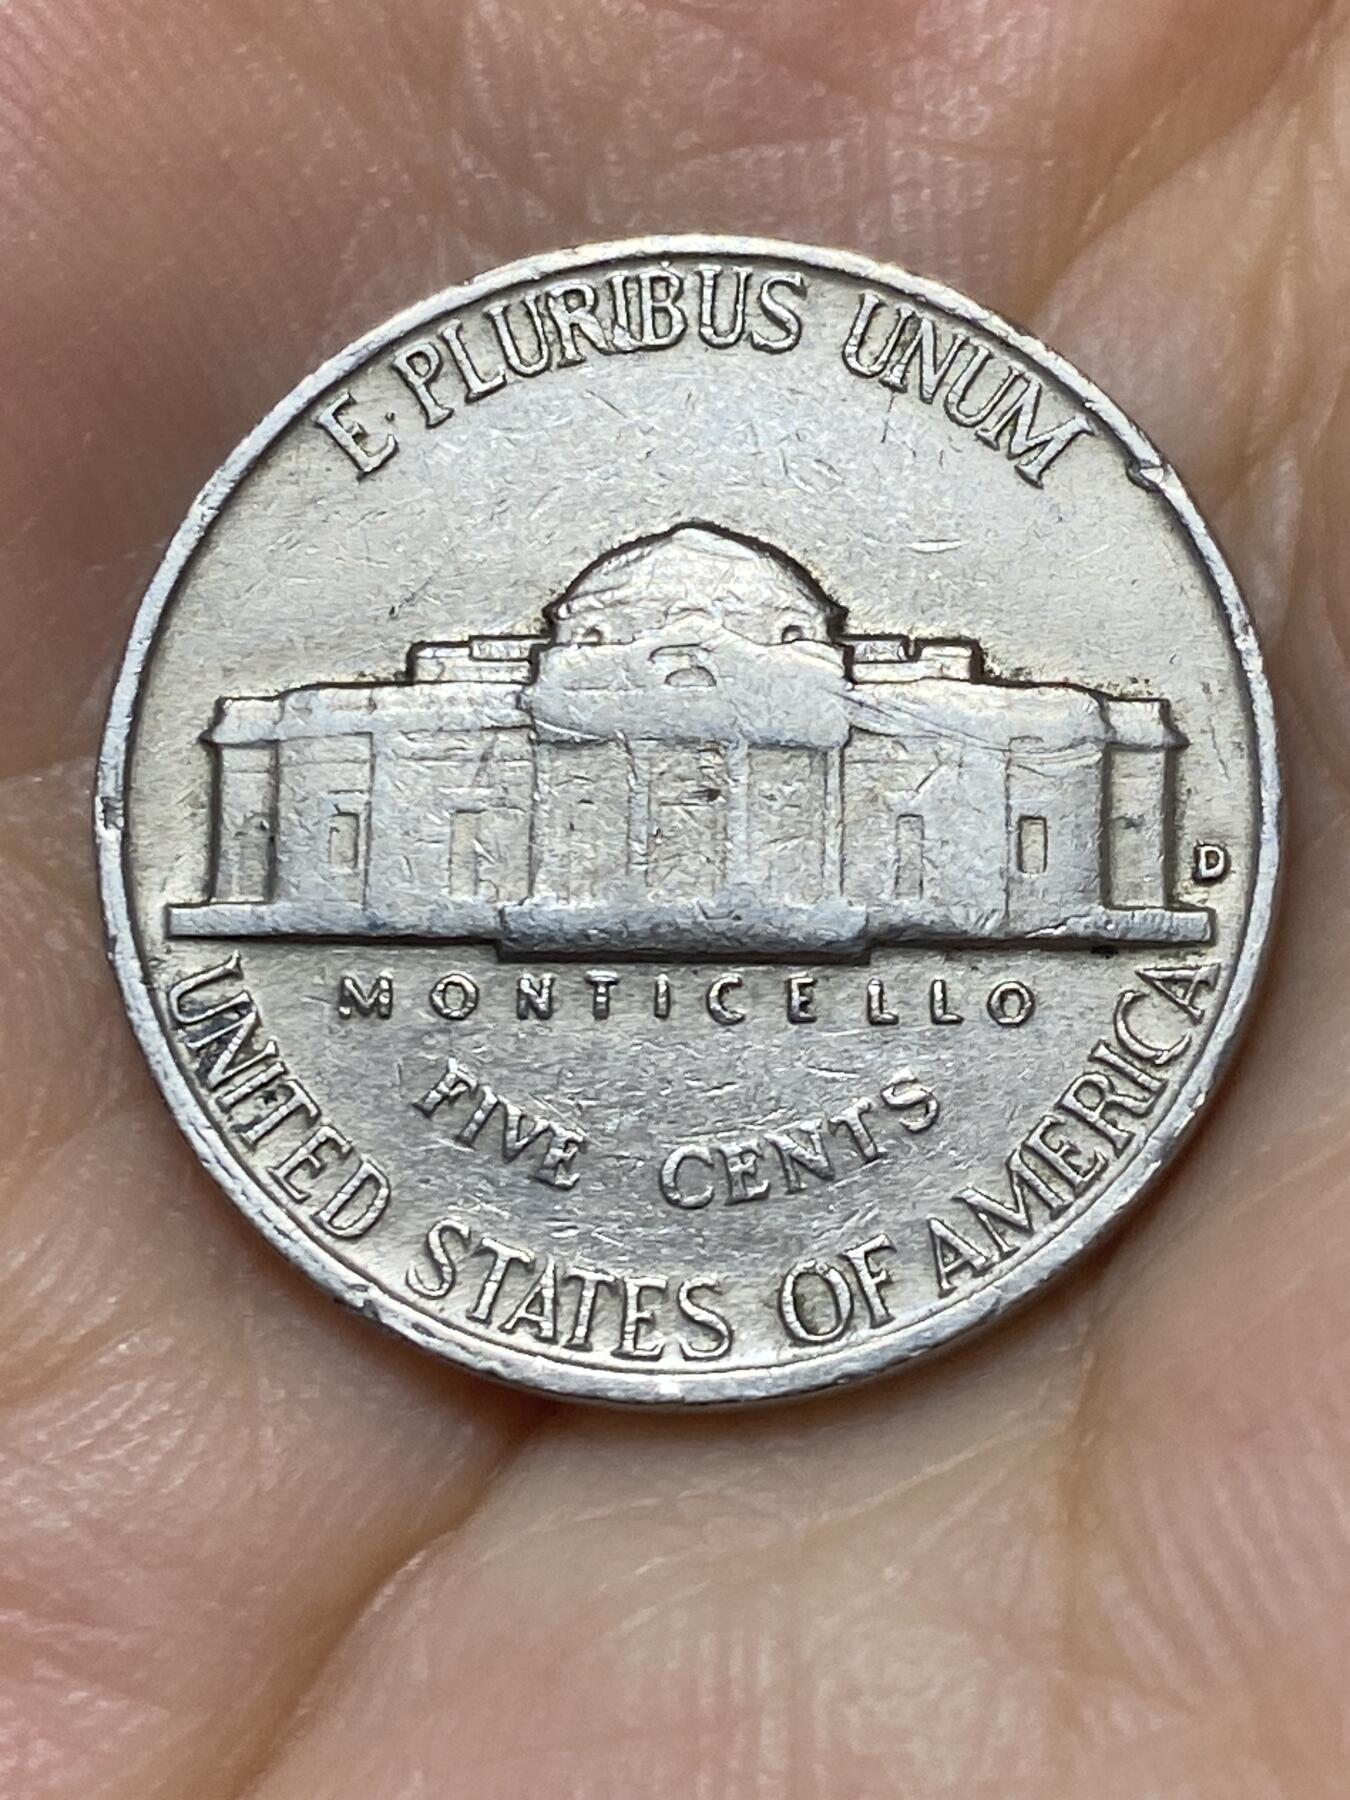 E PLURIBUS UNUM
D
MONTICELLO
FIVE CENTS
UNITED STATES OF AMERICA